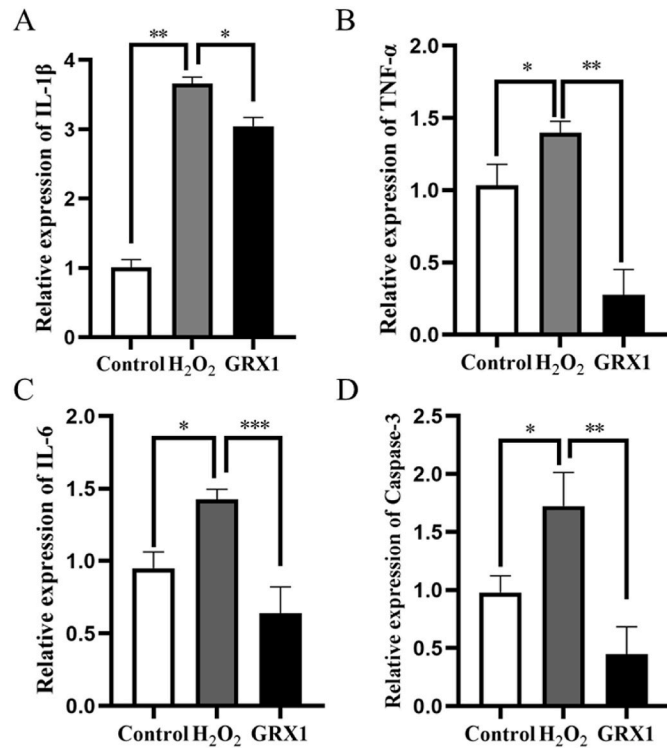 A
Relative expression of IL-1β
** *
4
3
2
1
0
Control H₂O₂ GRX1
B
Relative expression of TNF-α
* **
2.0
1.5
1.0
0.5
0.0
Control H₂O₂ GRX1
C
Relative expression of IL-6
* ***
2.0
1.5
1.0
0.5
0.0
Control H₂O₂ GRX1
D
Relative expression of Caspase-3
* **
2.5
2.0
1.5
1.0
0.5
0.0
Control H₂O₂ GRX1